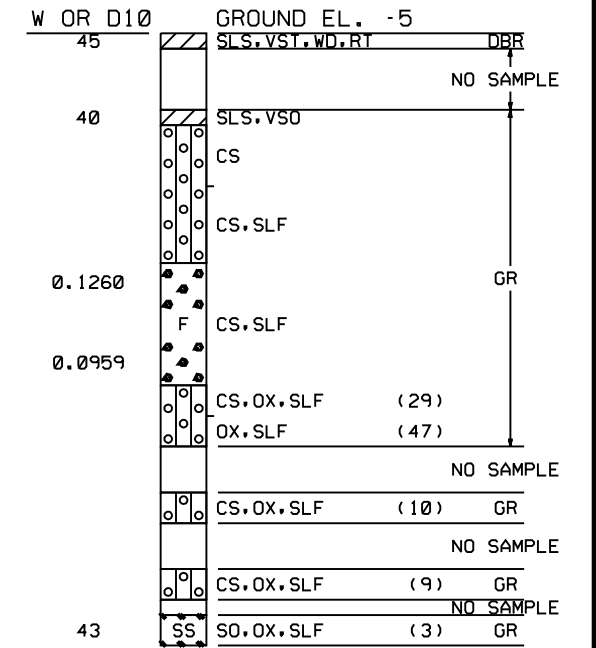 W OR D10 GROUND EL. -5
45 SLS,VST,WD,RT DBR
NO SAMPLE
40 SLS,VSO
CS
CS,SLF
GR
0.1260
F CS,SLF
0.0959
CS,OX,SLF (29)
OX,SLF (47)
NO SAMPLE
CS,OX,SLF (10) GR
NO SAMPLE
CS,OX,SLF (9) GR
NO SAMPLE
43 SS SO,OX,SLF (3) GR